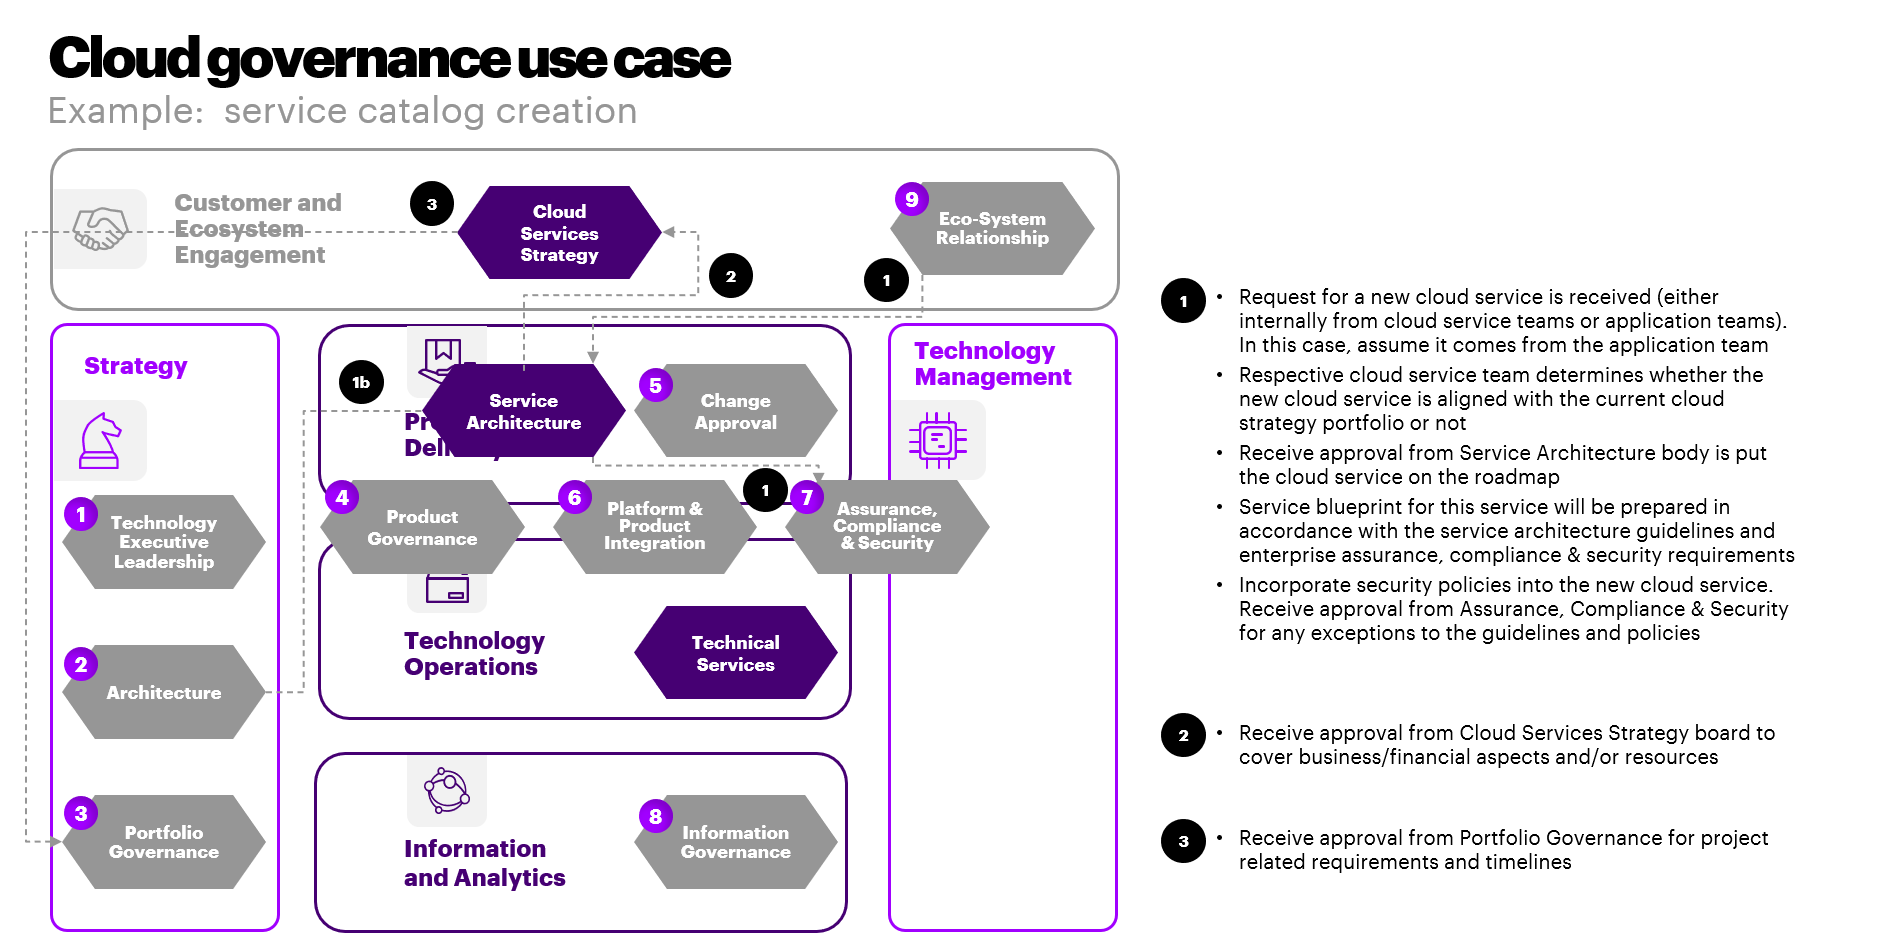 Cloud governance use case
Example: service catalog creation
Customer and
Ecosystem
Engagement
3
Cloud
Services
Strategy
2
1
9
Eco-System
Relationship
Strategy
1
Technology
Executive
Leadership
2
Architecture
3
Portfolio
Governance
1b
Service
Architecture
5
Change
Approval
4
Product
Governance
6
Platform &
Product
Integration
1
7
Assurance,
Compliance
& Security
Technology
Operations
Technical
Services
Information
and Analytics
8
Information
Governance
Technology
Management
1
• Request for a new cloud service is received (either
internally from cloud service teams or application teams).
In this case, assume it comes from the application team
• Respective cloud service team determines whether the
new cloud service is aligned with the current cloud
strategy portfolio or not
• Receive approval from Service Architecture body is put
the cloud service on the roadmap
• Service blueprint for this service will be prepared in
accordance with the service architecture guidelines and
enterprise assurance, compliance & security requirements
• Incorporate security policies into the new cloud service.
Receive approval from Assurance, Compliance & Security
for any exceptions to the guidelines and policies
2
• Receive approval from Cloud Services Strategy board to
cover business/financial aspects and/or resources
3
• Receive approval from Portfolio Governance for project
related requirements and timelines